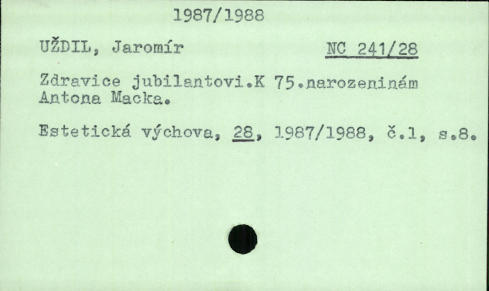 1987/1988
UŽDIL, Jaromír NC 241/28
Zdravice jubilantovi.K 75.narozeninám
Antona Macka.
Estetická výchova, 28, 1987/1988, č.1, s.8.